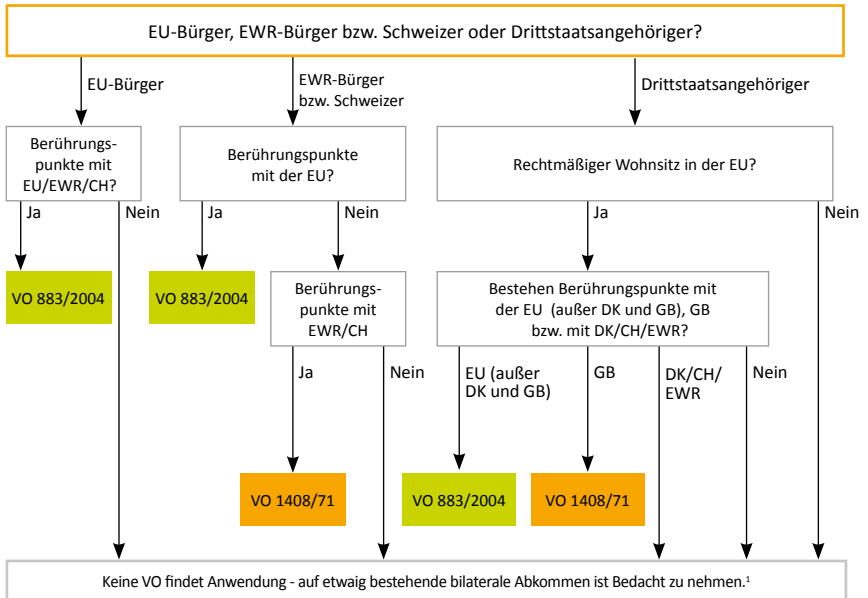 EU-Bürger, EWR-Bürger bzw. Schweizer oder Drittstaatsangehöriger?
EU-Bürger
EWR-Bürger
bzw. Schweizer
Drittstaatsangehöriger
Berührungs-
punkte mit
EU/EWR/CH?
Berührungspunkte
mit der EU?
Rechtmäßiger Wohnsitz in der EU?
Ja
Nein
Ja
Nein
Ja
Nein
VO 883/2004
VO 883/2004
Berührungs-
punkte mit
EWR/CH
Bestehen Berührungspunkte mit
der EU (außer DK und GB), GB
bzw. mit DK/CH/EWR?
Ja
Nein
EU (außer
DK und GB)
GB
DK/CH/
EWR
Nein
VO 1408/71
VO 883/2004
VO 1408/71
Keine VO findet Anwendung - auf etwaig bestehende bilaterale Abkommen ist Bedacht zu nehmen.¹